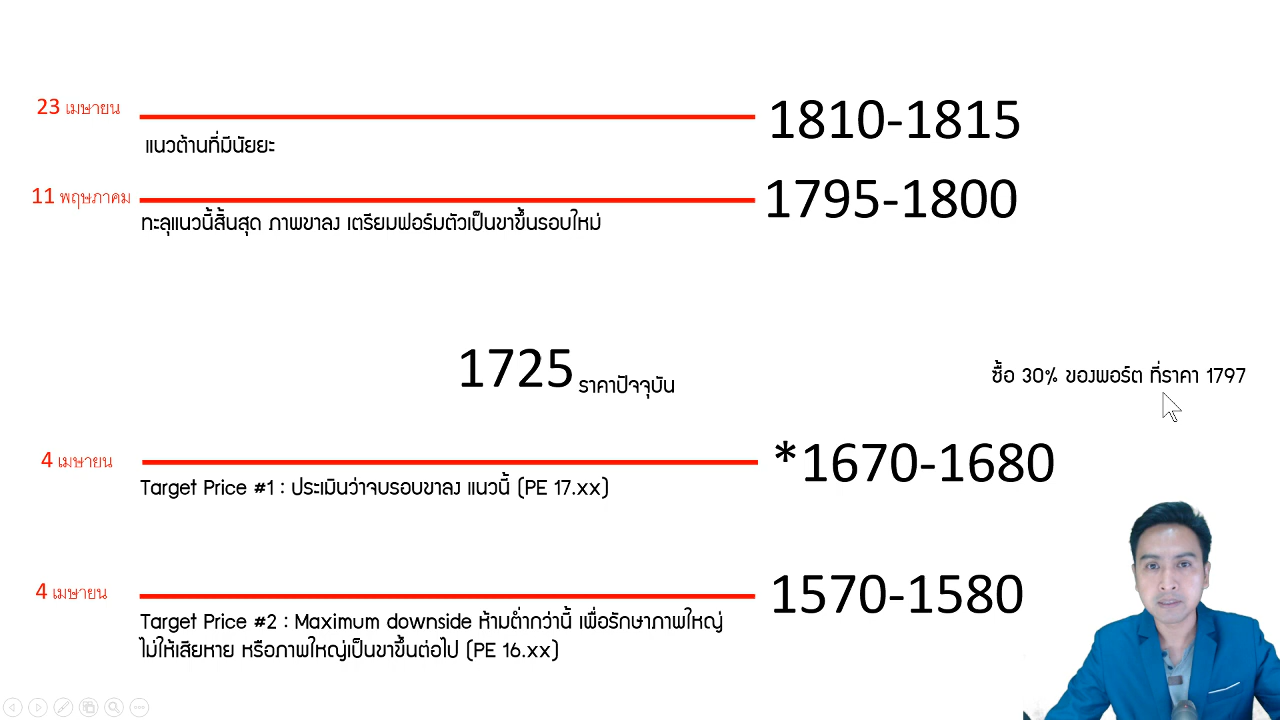 23 เมษายน
1810-1815
แนวต้านที่มีนัยยะ
11 พฤษภาคม
1795-1800
ทะลุแนวนี้สิ้นสุด ภาพขาลง เตรียมฟอร์มตัวเป็นขาขึ้นรอบใหม่
1725 ราคาปัจจุบัน
ซื้อ 30% ของพอร์ต ที่ราคา 1797
4 เมษายน
*1670-1680
Target Price #1 : ประเมินว่าจบรอบขาลง แนวนี้ (PE 17.xx)
4 เมษายน
1570-1580
Target Price #2 : Maximum downside ห้ามต่ำกว่านี้ เพื่อรักษาภาพใหญ่
ไม่ให้เสียหาย หรือภาพใหญ่เป็นขาขึ้นต่อไป (PE 16.xx)